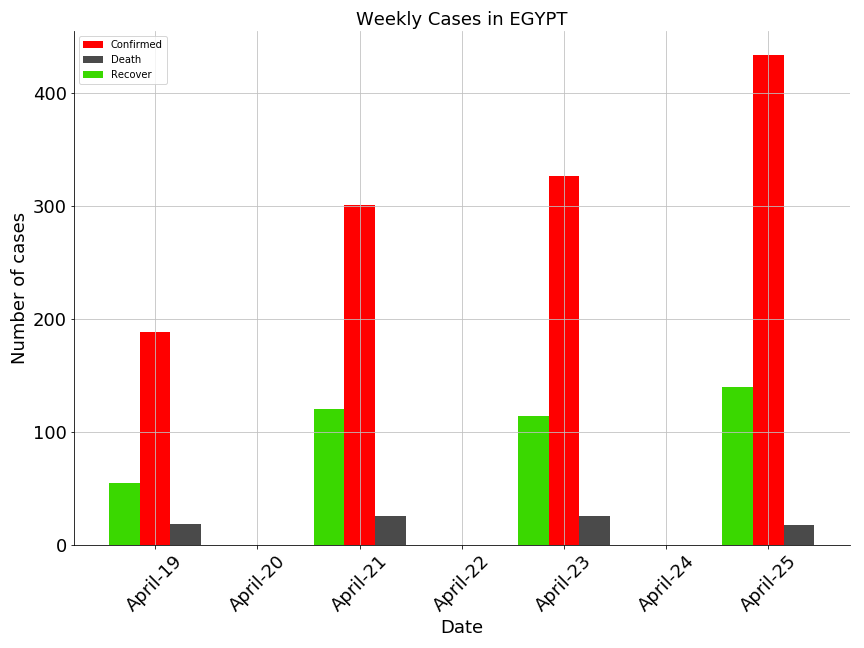 Weekly Cases in EGYPT
Confirmed
Death
Recover
Number of cases
400
300
200
100
0
April-19
April-20
April-21
April-22
April-23
April-24
April-25
Date